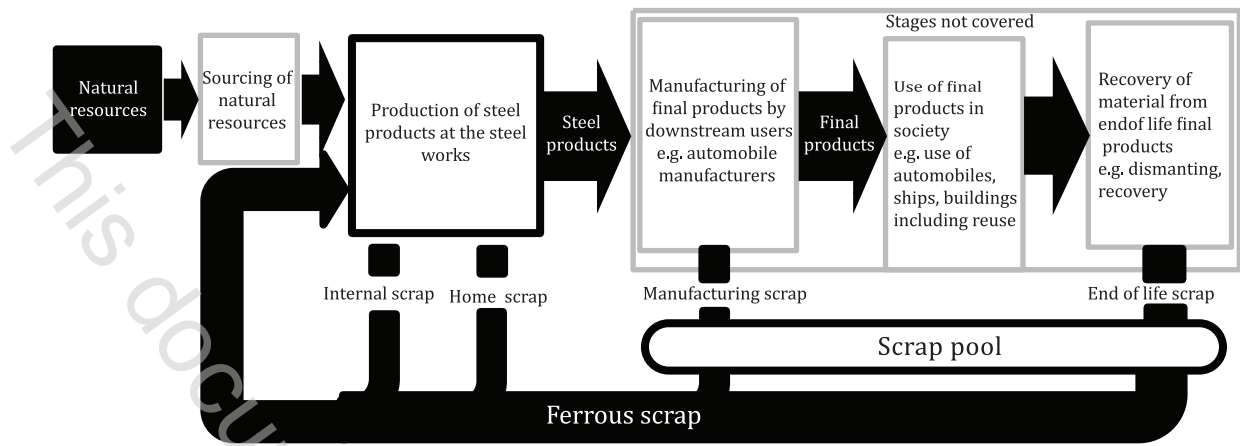 Stages not covered
Natural
resources
Sourcing of
natural
resources
Production of steel
products at the steel
works
Steel
products
Manufacturing of
final products by
downstream users
e.g. automobile
manufacturers
Final
products
Use of final
products in
society
e.g. use of
automobiles,
ships, buildings
including reuse
Recovery of
material from
endof life final
products
e.g. dismanting,
recovery
Internal scrap
Home scrap
Manufacturing scrap
End of life scrap
Scrap pool
Ferrous scrap
This docu